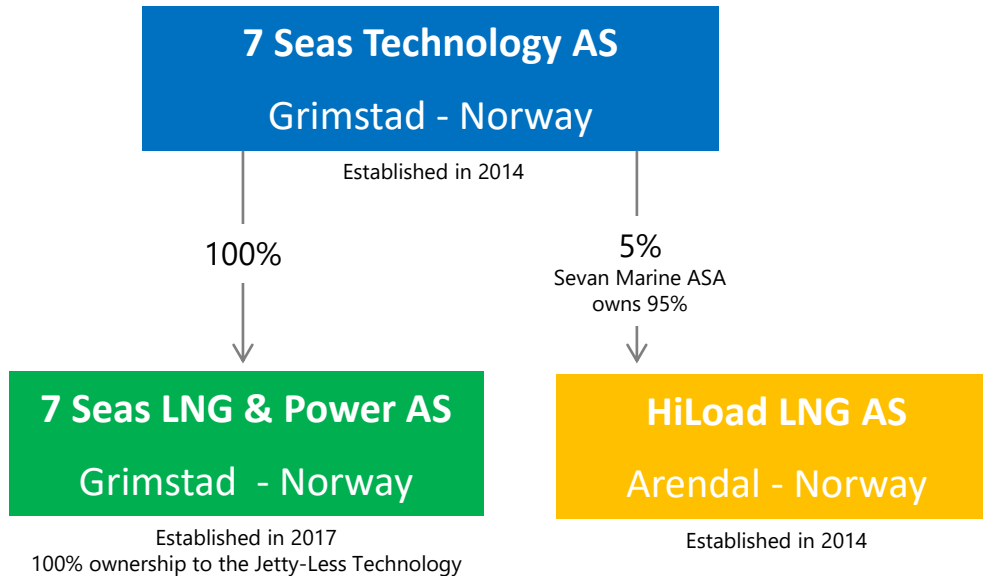 7 Seas Technology AS
Grimstad - Norway
Established in 2014
100%
5%
Sevan Marine ASA
owns 95%
7 Seas LNG & Power AS
Grimstad - Norway
Established in 2017
100% ownership to the Jetty-Less Technology
HiLoad LNG AS
Arendal - Norway
Established in 2014